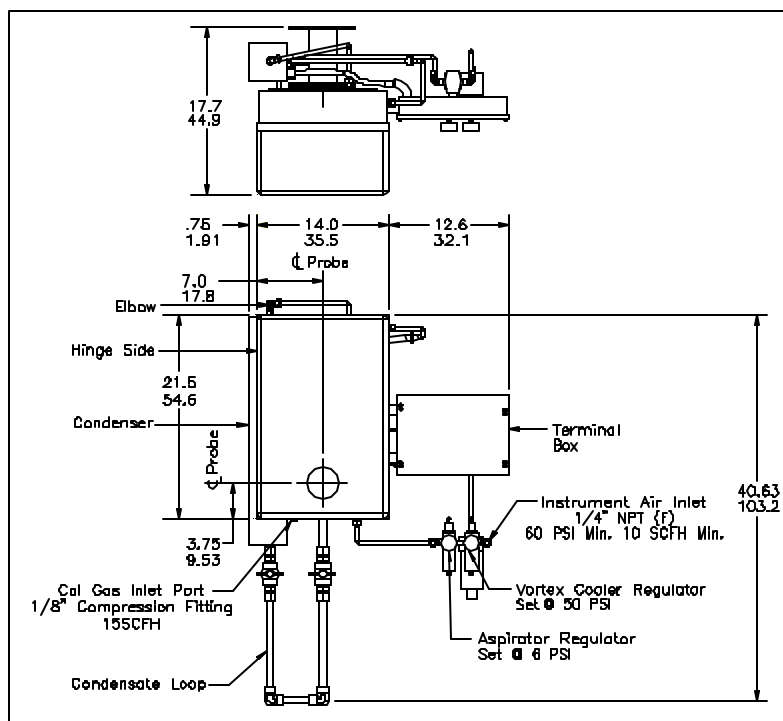 17.7
44.9
.75
1.91
14.0
35.5
12.6
32.1
℄ Probe
7.0
17.8
Elbow
Hinge Side
21.5
54.6
Condenser
℄ Probe
Terminal
Box
40.63
103.2
3.75
9.53
Instrument Air Inlet
1/4" NPT (F)
60 PSI Min. 10 SCFH Min.
Cal Gas Inlet Port
1/8" Compression Fitting
15SCFH
Vortex Cooler Regulator
Set @ 50 PSI
Aspirator Regulator
Set @ 6 PSI
Condensate Loop